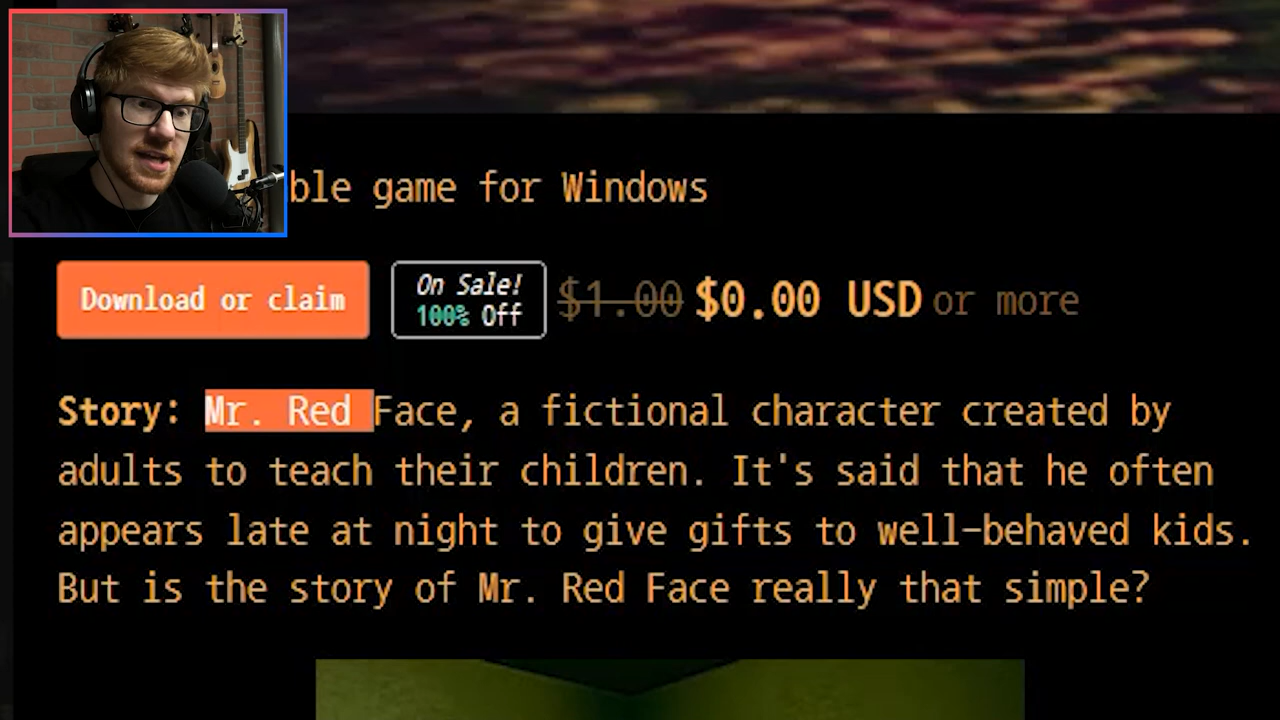 ble game for Windows
Download or claim
On Sale!
100% Off
$1.00 $0.00 USD or more
Story: Mr. Red Face, a fictional character created by
adults to teach their children. It's said that he often
appears late at night to give gifts to well-behaved kids.
But is the story of Mr. Red Face really that simple?